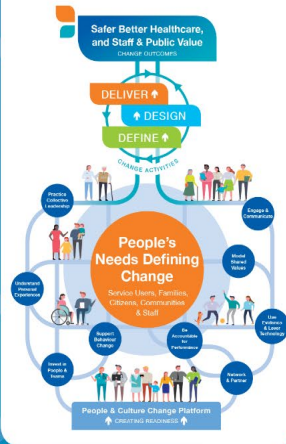 Safer Better Healthcare,
and Staff & Public Value
CHANGE OUTCOMES
DELIVER
DESIGN
DEFINE
CHANGE ACTIVITIES
Practice
Collective
Leadership
Engage &
Communicate
People's
Needs Defining
Change
Service Users, Families,
Citizens, Communities
& Staff
Model
Shared
Values
Understand
Personal
Experiences
Use
Evidence
& Lever
Technology
Support
Behaviour
Change
Be
Accountable
for
Performance
Invest in
People &
Teams
Network
& Partner
People & Culture Change Platform
CREATING READINESS